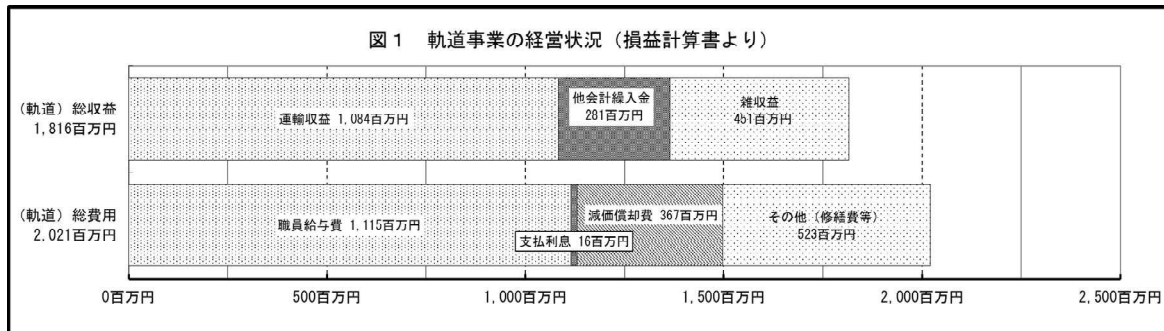 図1 軌道事業の経営状況（損益計算書より）
（軌道）総収益
1,816百万円
運輸収益 1,084百万円
他会計繰入金
281百万円
雑収益
451百万円
（軌道）総費用
2,021百万円
職員給与費 1,115百万円
支払利息 16百万円
減価償却費 367百万円
その他（修繕費等）
523百万円
0百万円
500百万円
1,000百万円
1,500百万円
2,000百万円
2,500百万円